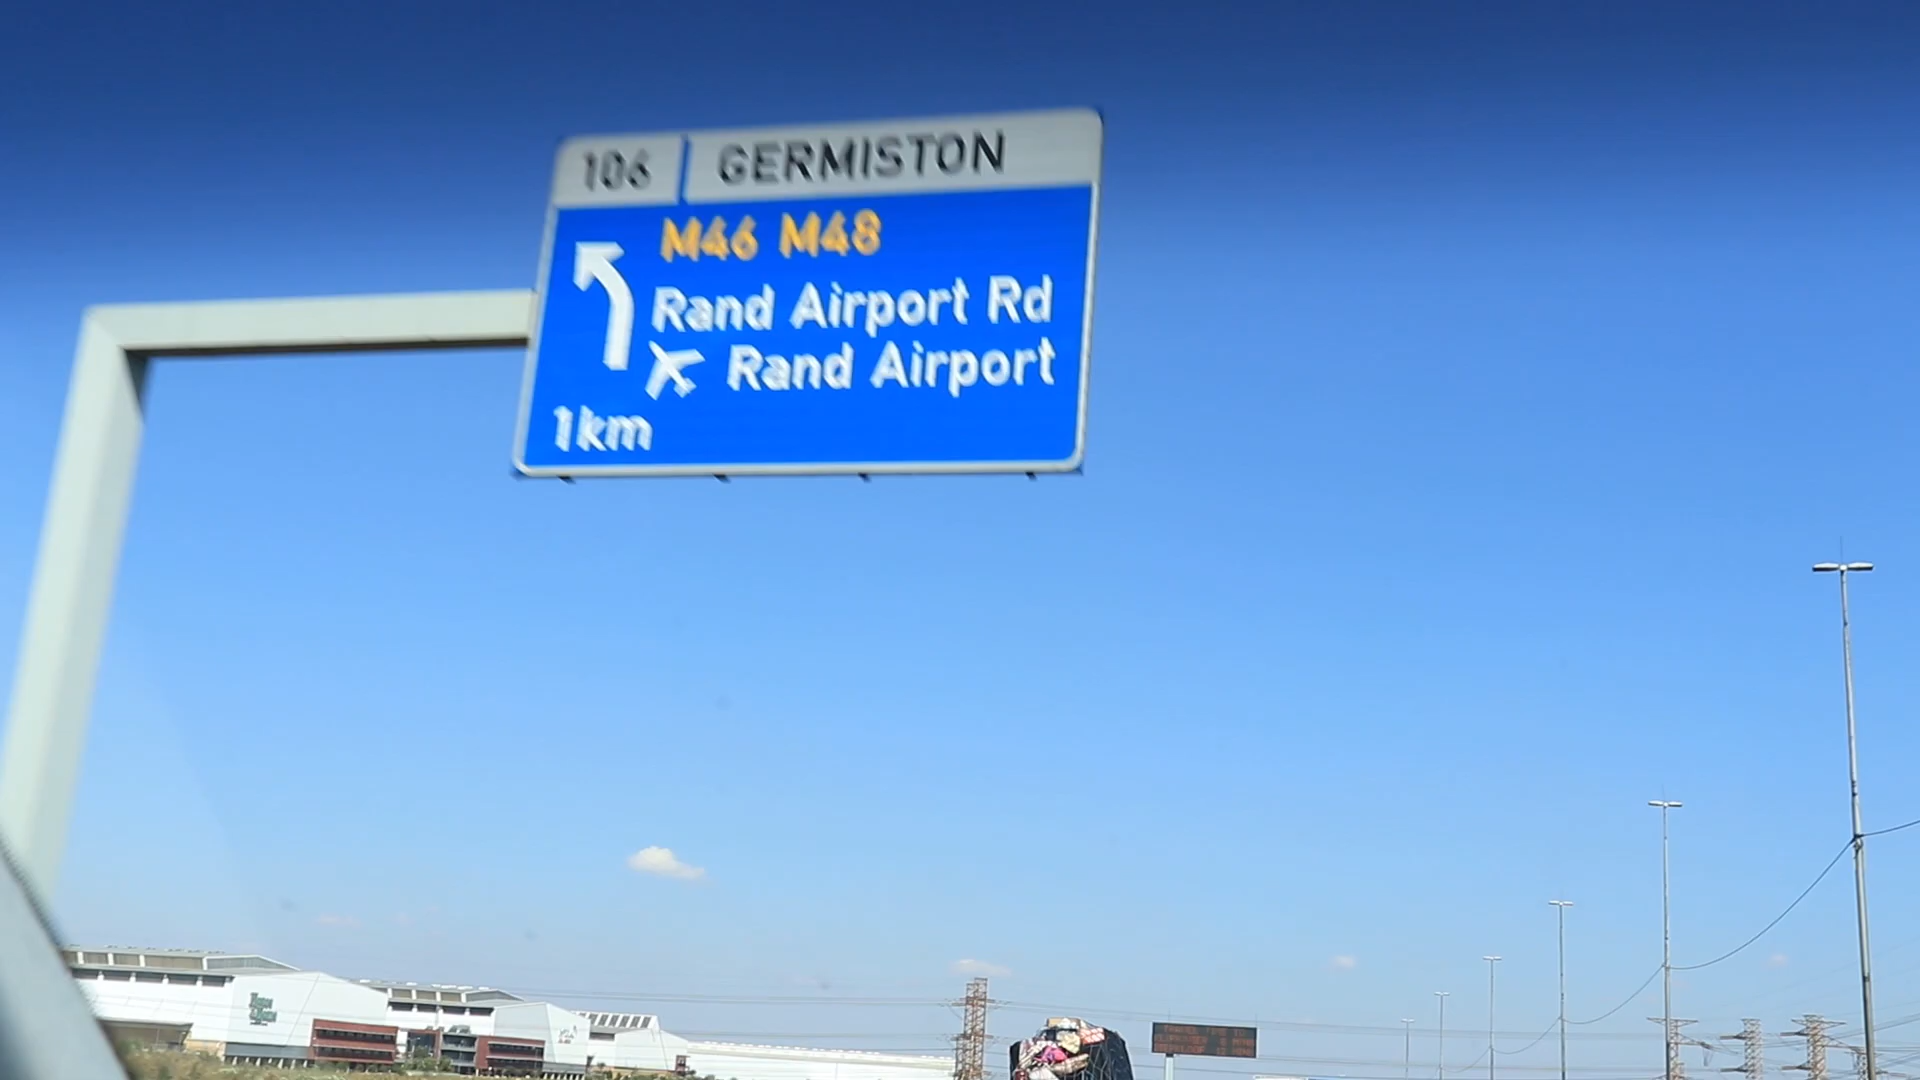 106 GERMISTON
M46 M48
Rand Airport Rd
Rand Airport
1km